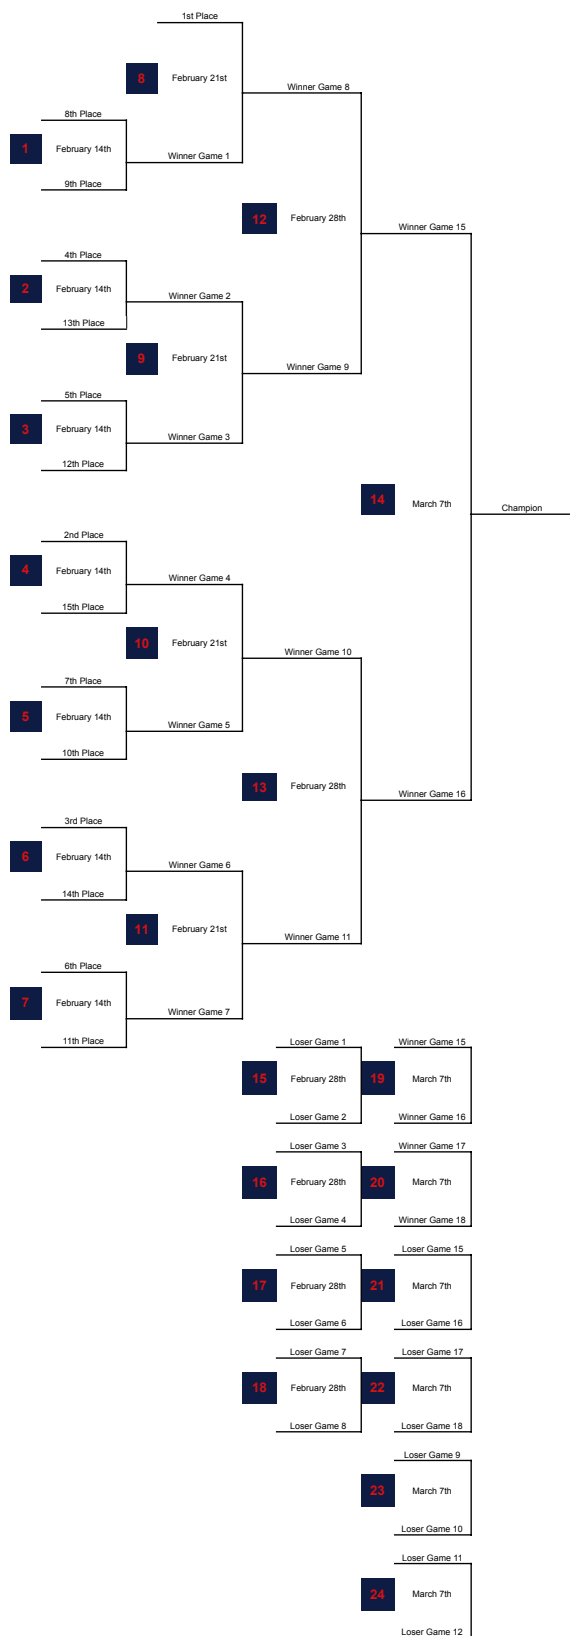 1st Place
8
February 21st
Winner Game 8
8th Place
1
February 14th
Winner Game 1
9th Place
12
February 28th
Winner Game 15
4th Place
2
February 14th
Winner Game 2
13th Place
9
February 21st
Winner Game 9
5th Place
3
February 14th
Winner Game 3
12th Place
14
March 7th
Champion
2nd Place
4
February 14th
Winner Game 4
15th Place
10
February 21st
Winner Game 10
7th Place
5
February 14th
Winner Game 5
10th Place
13
February 28th
Winner Game 16
3rd Place
6
February 14th
Winner Game 6
14th Place
11
February 21st
Winner Game 11
6th Place
7
February 14th
Winner Game 7
11th Place
Loser Game 1
15
February 28th
Loser Game 2
Winner Game 15
19
March 7th
Winner Game 16
Loser Game 3
16
February 28th
Loser Game 4
Winner Game 17
20
March 7th
Winner Game 18
Loser Game 5
17
February 28th
Loser Game 6
Loser Game 15
21
March 7th
Loser Game 16
Loser Game 7
18
February 28th
Loser Game 8
Loser Game 17
22
March 7th
Loser Game 18
Loser Game 9
23
March 7th
Loser Game 10
Loser Game 11
24
March 7th
Loser Game 12